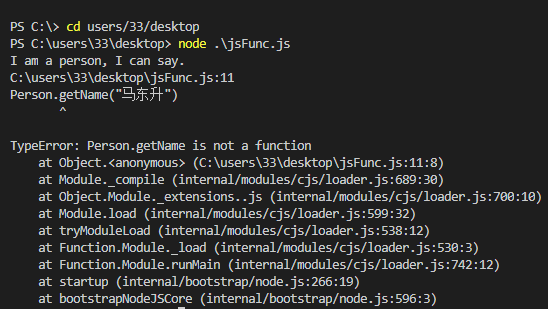 PS C:\> cd users/33/desktop
PS C:\users\33\desktop> node .\jsFunc.js
I am a person, I can say.
C:\users\33\desktop\jsFunc.js:11
Person.getName("马东升")
       ^
TypeError: Person.getName is not a function
    at Object.<anonymous> (C:\users\33\desktop\jsFunc.js:11:8)
    at Module._compile (internal/modules/cjs/loader.js:689:30)
    at Object.Module._extensions..js (internal/modules/cjs/loader.js:700:10)
    at Module.load (internal/modules/cjs/loader.js:599:32)
    at tryModuleLoad (internal/modules/cjs/loader.js:538:12)
    at Function.Module._load (internal/modules/cjs/loader.js:530:3)
    at Function.Module.runMain (internal/modules/cjs/loader.js:742:12)
    at startup (internal/bootstrap/node.js:266:19)
    at bootstrapNodeJSCore (internal/bootstrap/node.js:596:3)